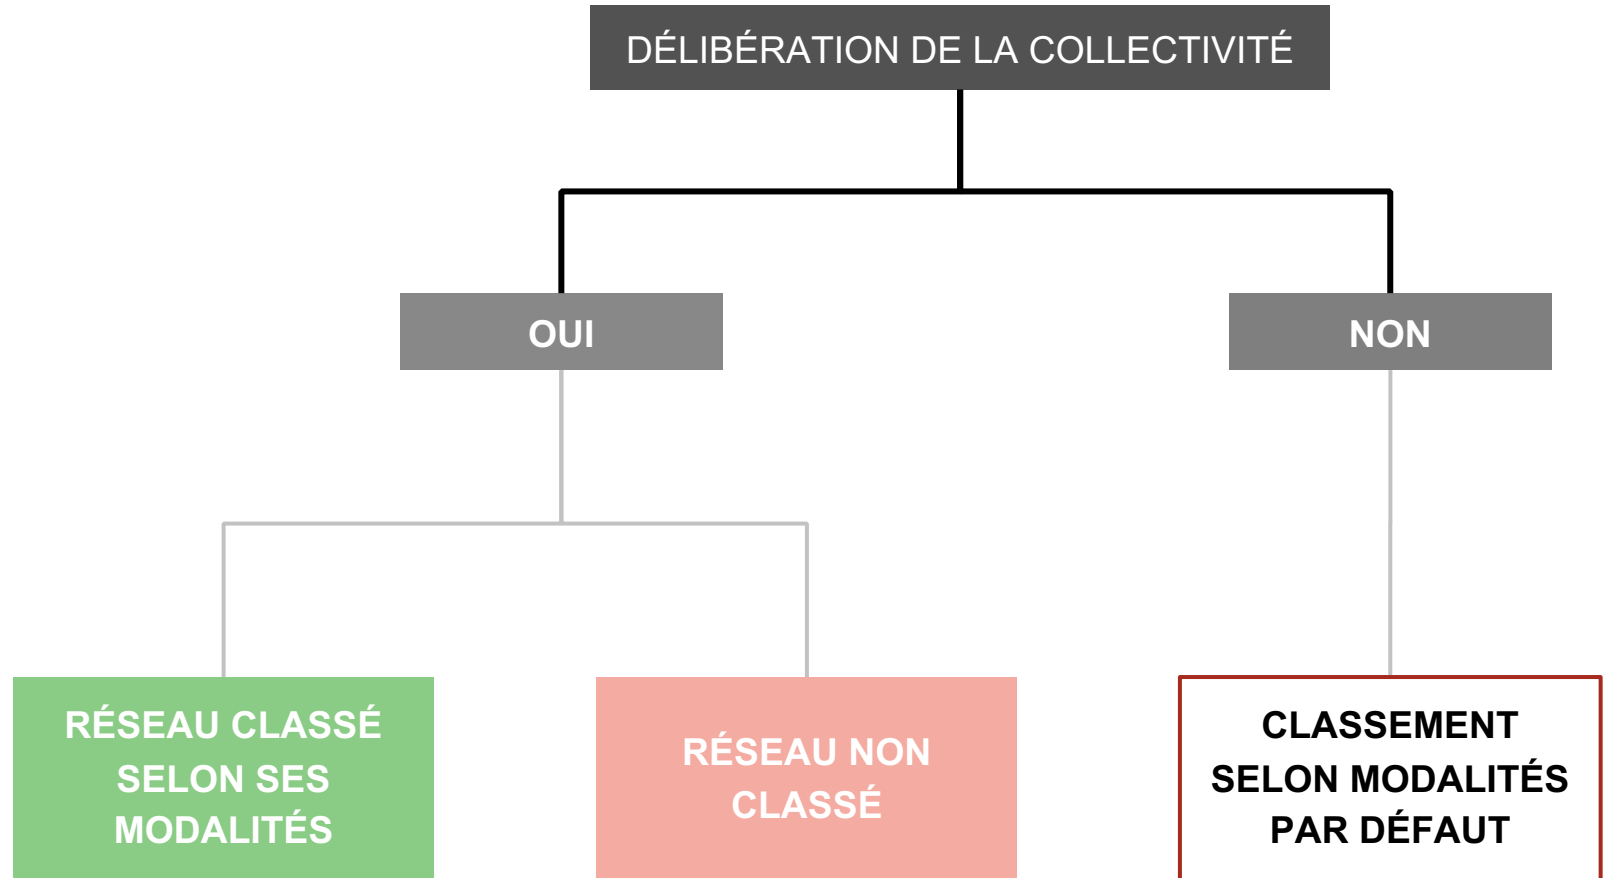 DÉLIBÉRATION DE LA COLLECTIVITÉ
OUI
NON
RÉSEAU CLASSÉ
SELON SES
MODALITÉS
RÉSEAU NON
CLASSÉ
CLASSEMENT
SELON MODALITÉS
PAR DÉFAUT